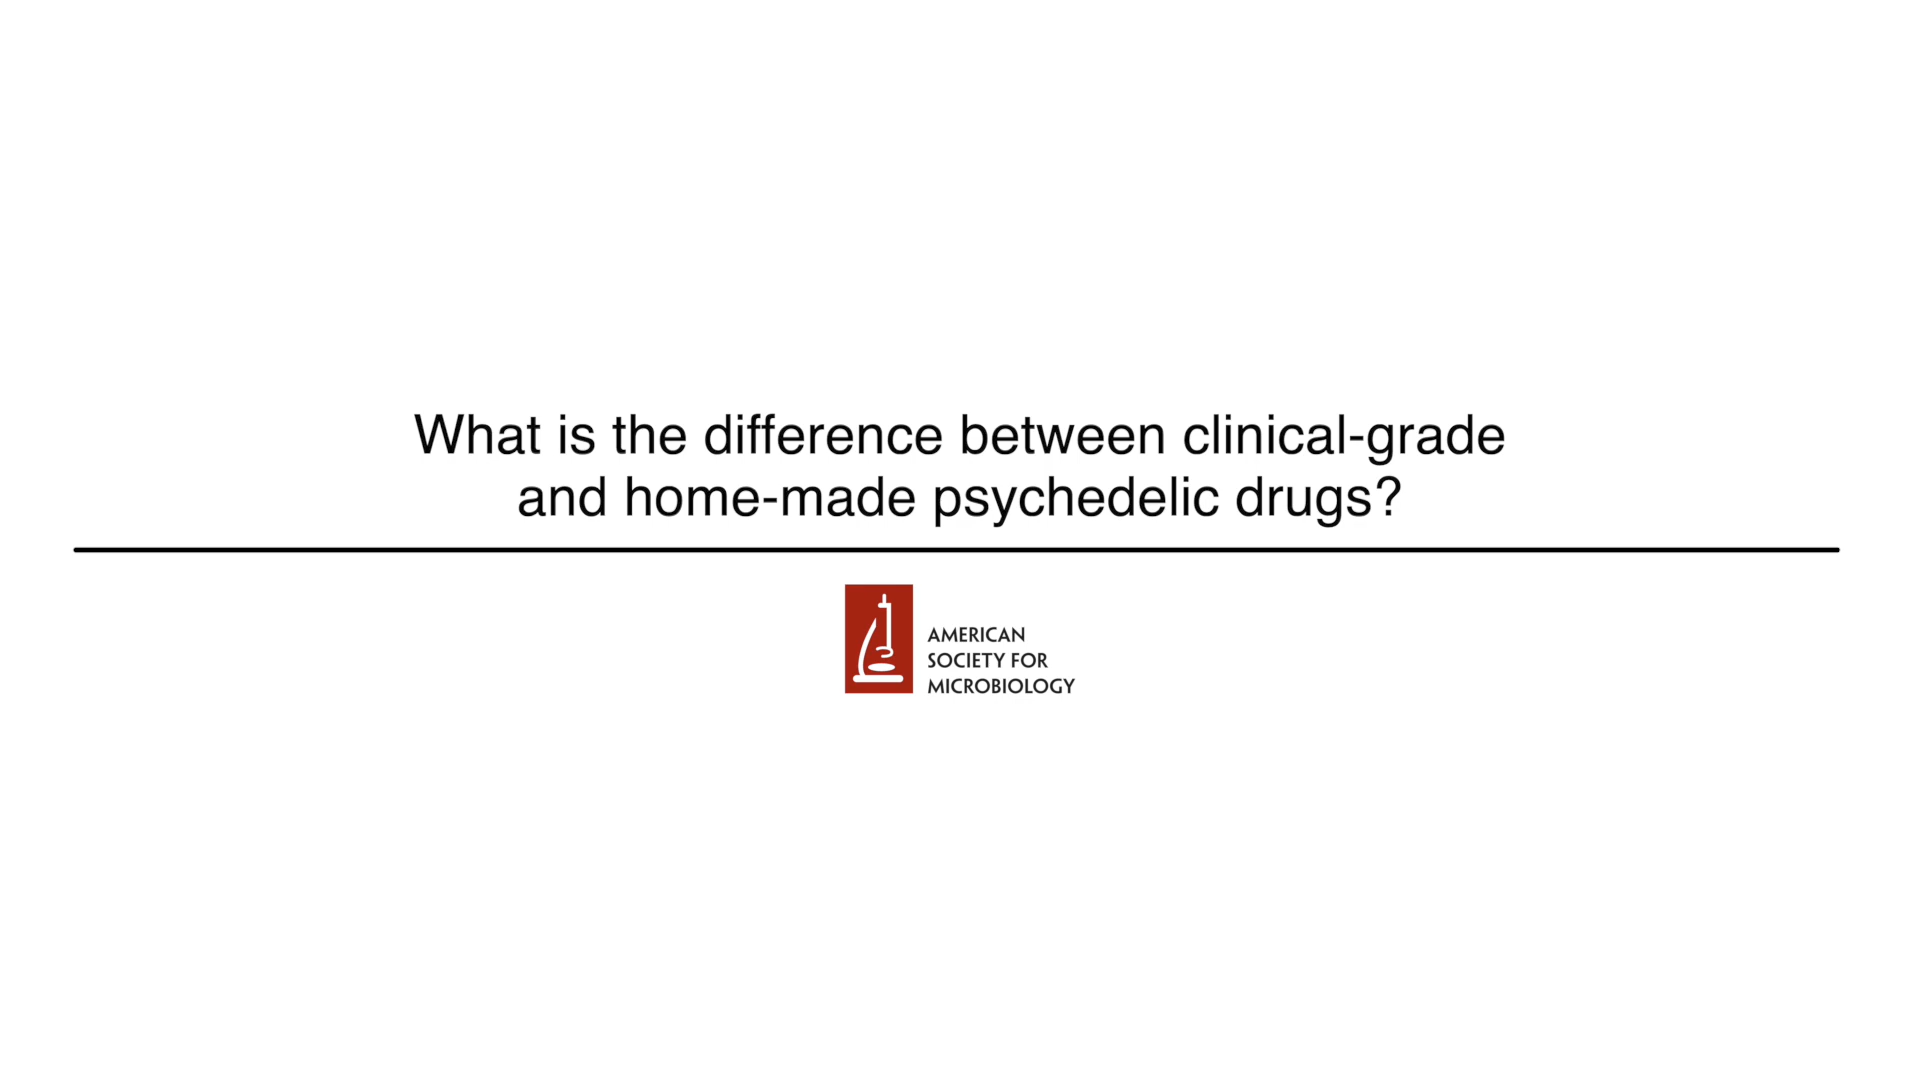 What is the difference between clinical-grade
and home-made psychedelic drugs?
AMERICAN
SOCIETY FOR
MICROBIOLOGY